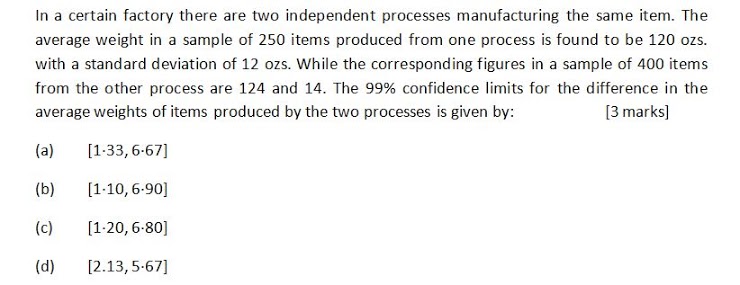 In a certain factory there are two independent processes manufacturing the same item. The
average weight in a sample of 250 items produced from one process is found to be 120 ozs.
with a standard deviation of 12 ozs. While the corresponding figures in a sample of 400 items
from the other process are 124 and 14. The 99% confidence limits for the difference in the
average weights of items produced by the two processes is given by: [3 marks]
(a) [1·33, 6·67]
(b) [1·10, 6·90]
(c) [1·20, 6·80]
(d) [2.13, 5·67]